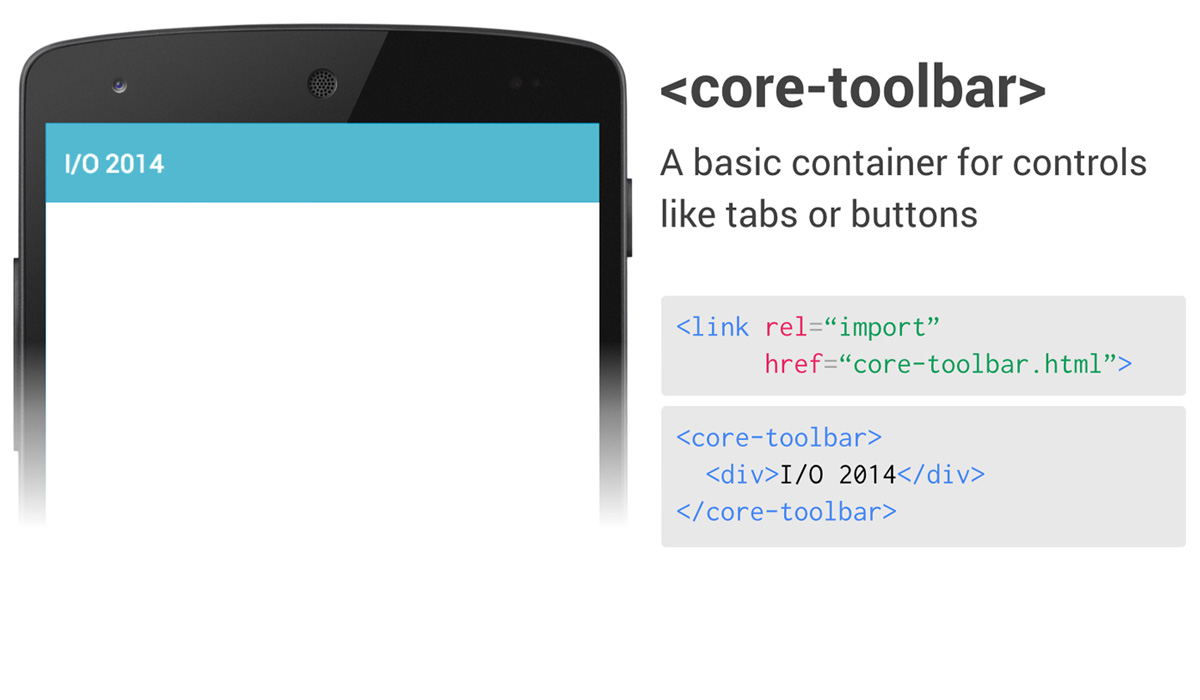 I/O 2014
<core-toolbar>
A basic container for controls
like tabs or buttons
<link rel=“import”
href=“core-toolbar.html”>
<core-toolbar>
<div>I/O 2014</div>
</core-toolbar>